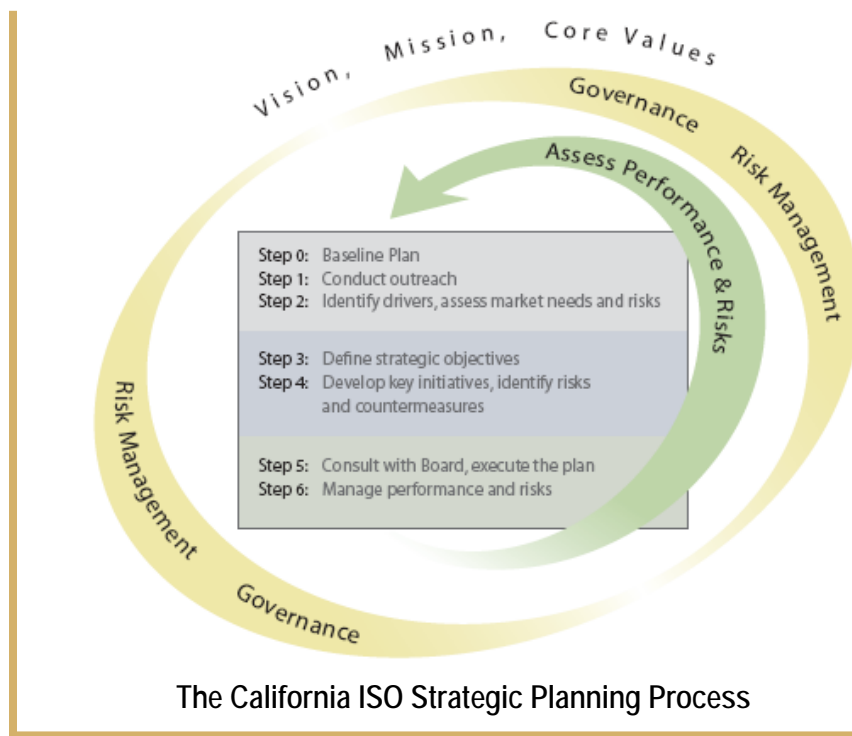 Vision, Mission, Core Values
Governance Risk Management
Assess Performance & Risks
Step 0: Baseline Plan
Step 1: Conduct outreach
Step 2: Identify drivers, assess market needs and risks
Step 3: Define strategic objectives
Step 4: Develop key initiatives, identify risks
and countermeasures
Step 5: Consult with Board, execute the plan
Step 6: Manage performance and risks
Risk Management Governance
The California ISO Strategic Planning Process